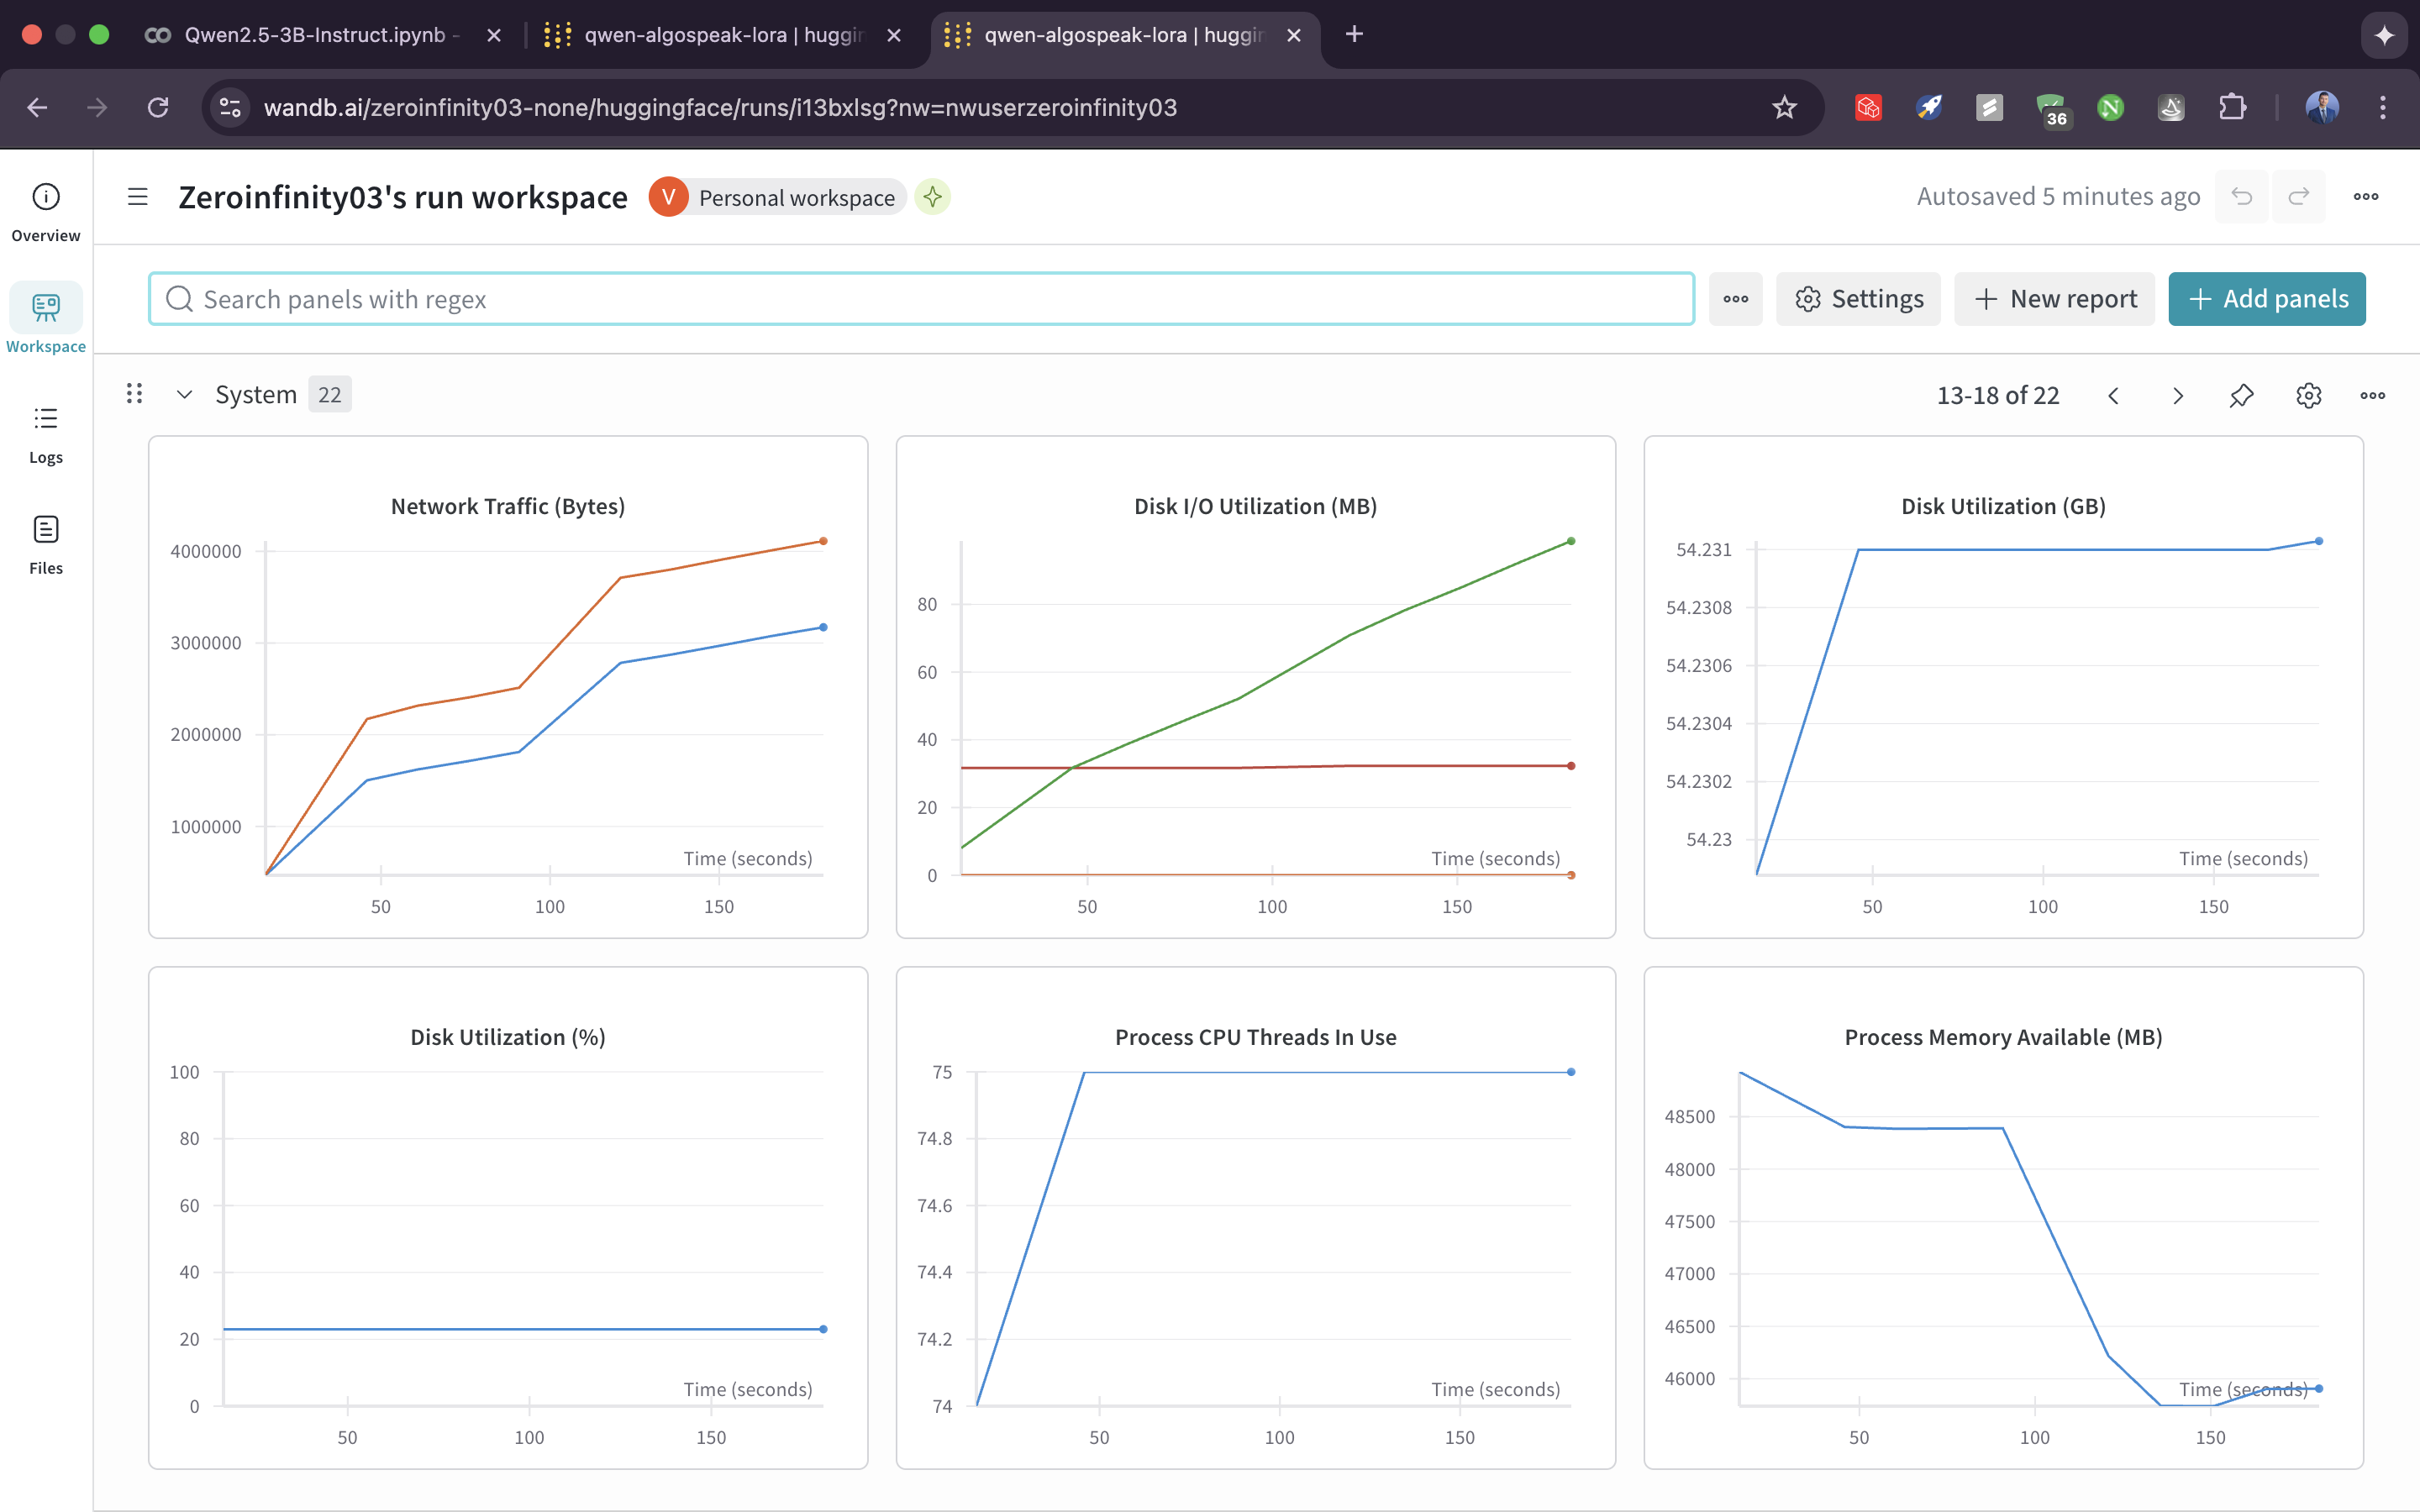 Qwen2.5-3B-Instruct.ipynb -
qwen-algospeak-lora | huggin
qwen-algospeak-lora | huggin
wandb.ai/zeroinfinity03-none/huggingface/runs/i13bxlsg?nw=nwuserzeroinfinity03
36
Overview
Workspace
Logs
Files
Zeroinfinity03's run workspace
V
Personal workspace
Autosaved 5 minutes ago
Search panels with regex
Settings
New report
Add panels
System 22
13-18 of 22
Network Traffic (Bytes)
4000000
3000000
2000000
1000000
Time (seconds)
50 100 150
Disk I/O Utilization (MB)
80
60
40
20
0
Time (seconds)
50 100 150
Disk Utilization (GB)
54.231
54.2308
54.2306
54.2304
54.2302
54.23
Time (seconds)
50 100 150
Disk Utilization (%)
100
80
60
40
20
0
Time (seconds)
50 100 150
Process CPU Threads In Use
75
74.8
74.6
74.4
74.2
74
Time (seconds)
50 100 150
Process Memory Available (MB)
48500
48000
47500
47000
46500
46000
Time (seconds)
50 100 150